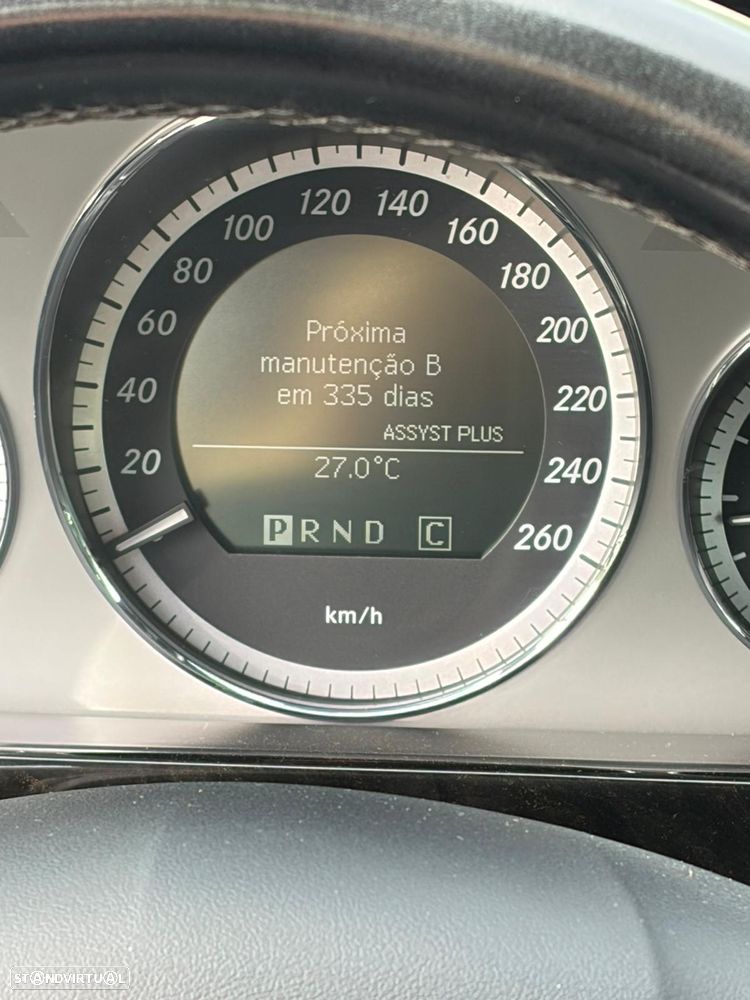 20
40
60
80
100
120
140
160
180
200
220
240
260
Próxima
manutenção B
em 335 dias
ASSYST PLUS
27.0°C
P R N D C
km/h
STANDVIRTUAL